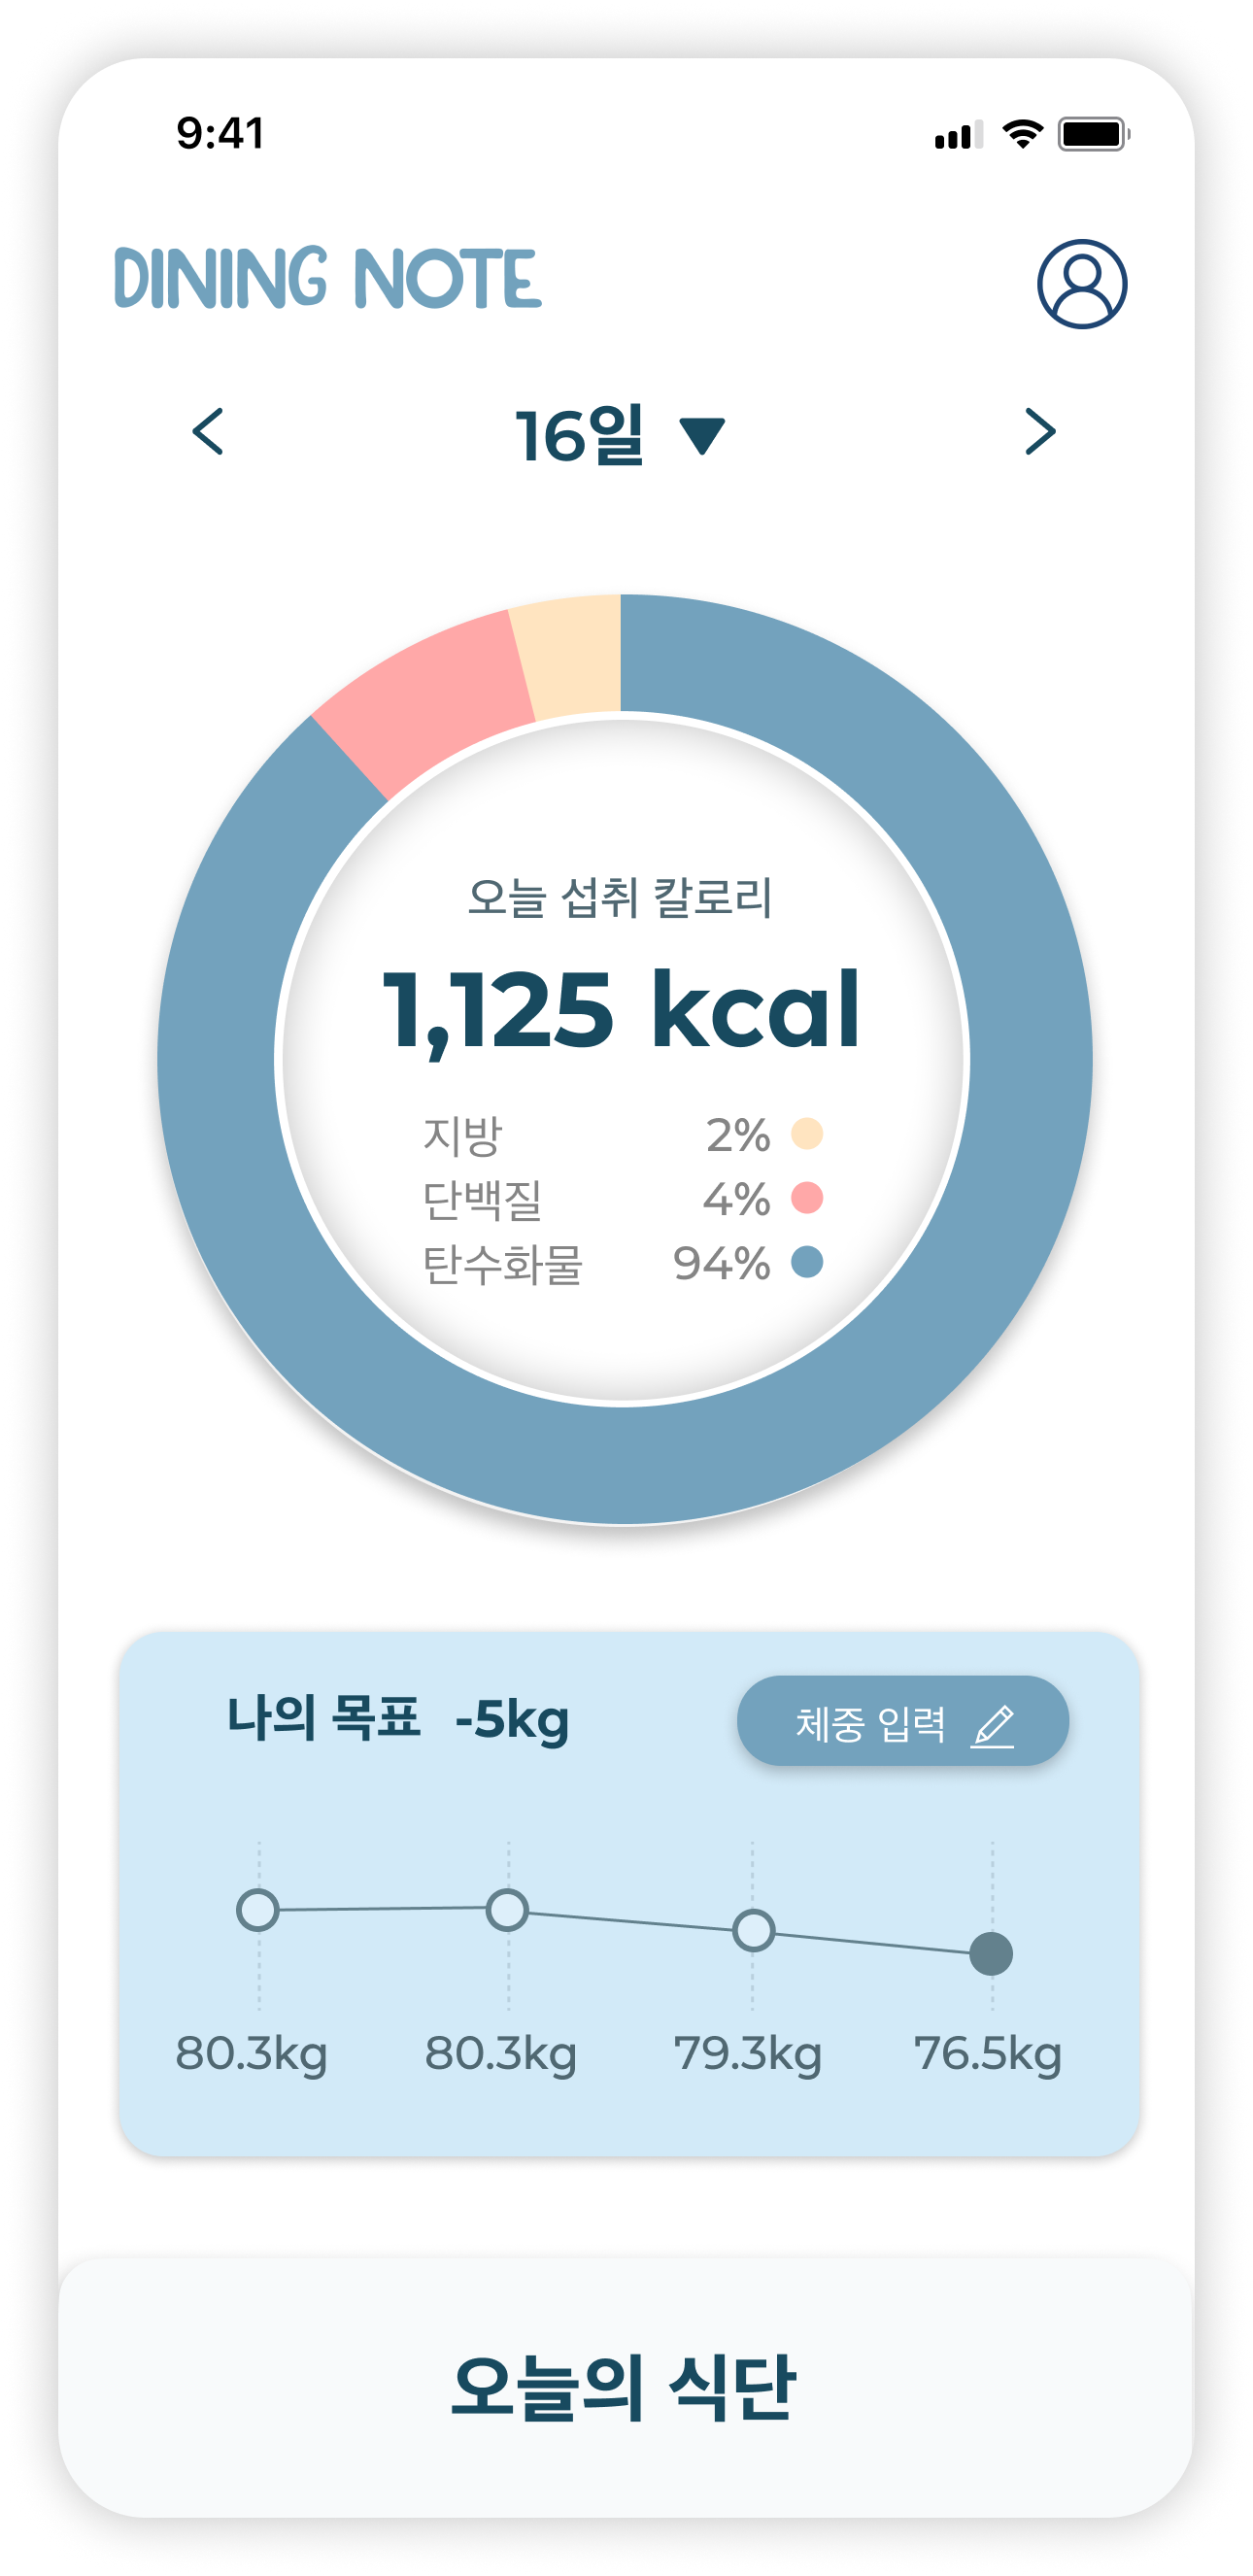 9:41
DINING NOTE
16일
오늘 섭취 칼로리
1,125 kcal
지방 2%
단백질 4%
탄수화물 94%
나의 목표 -5kg
체중 입력
80.3kg 80.3kg 79.3kg 76.5kg
오늘의 식단